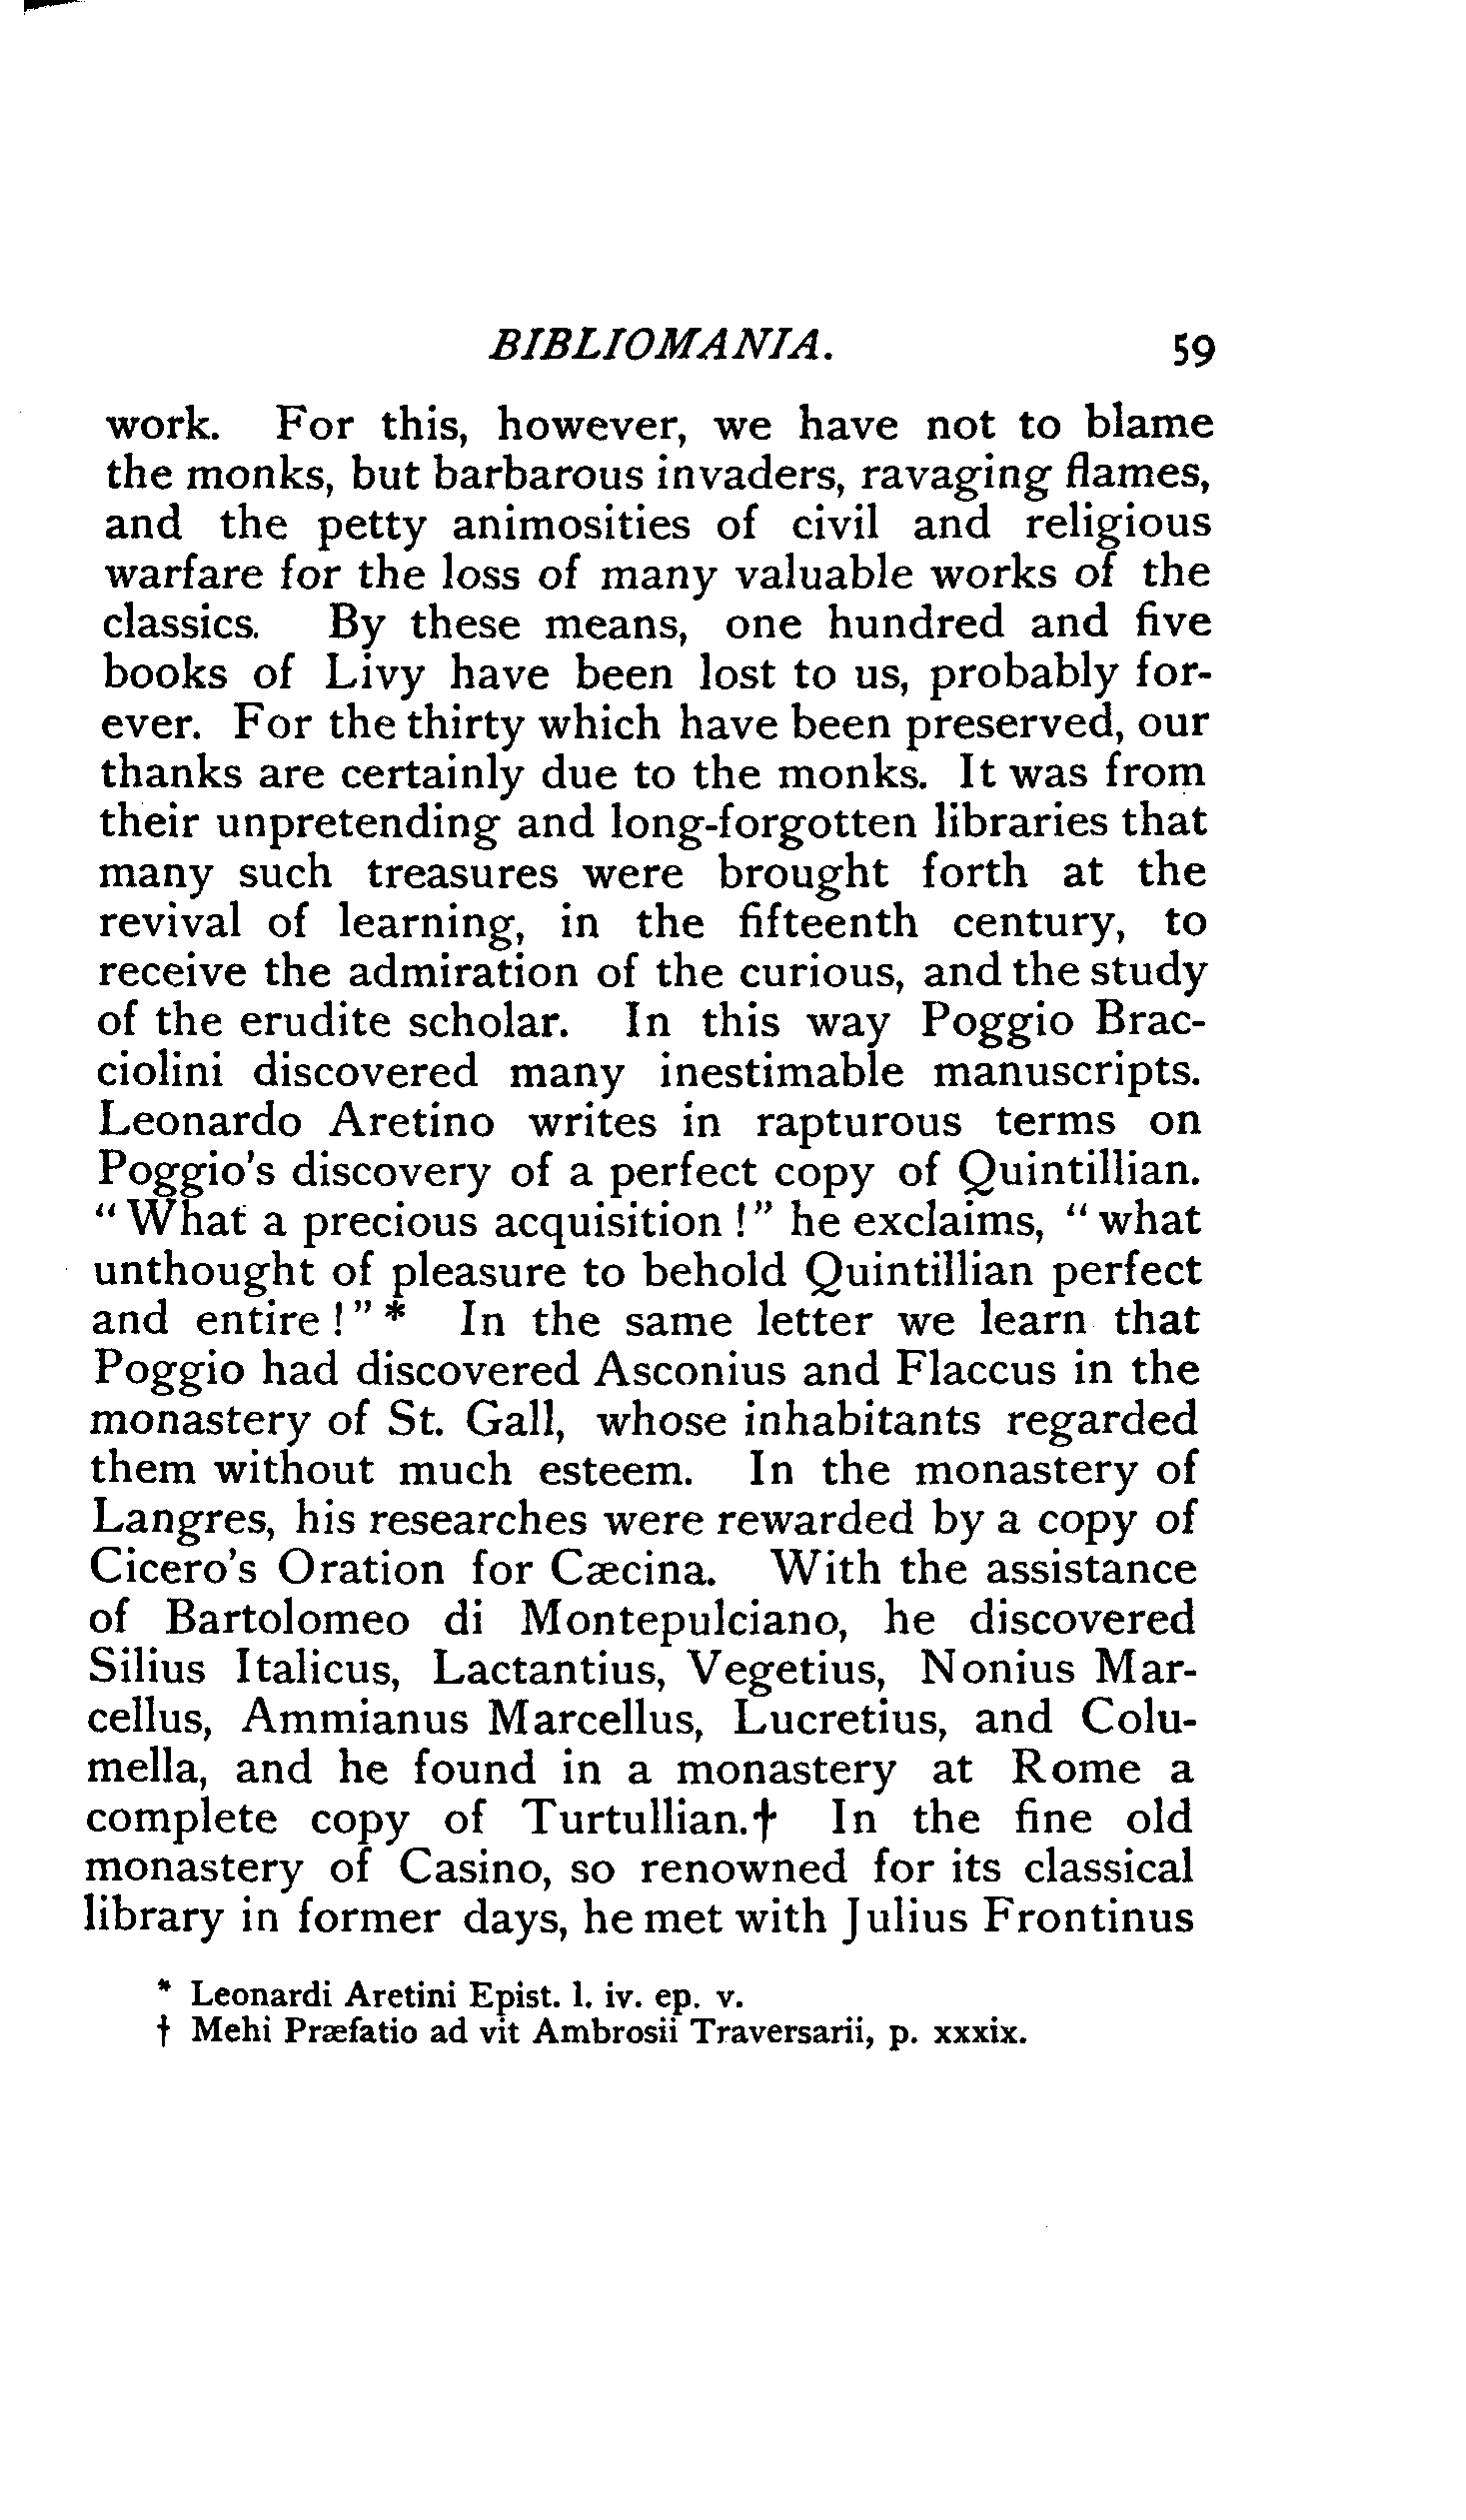 BIBLIOMANIA. 59
work. For this, however, we have not to blame
the monks, but barbarous invaders, ravaging flames,
and the petty animosities of civil and religious
warfare for the loss of many valuable works of the
classics. By these means, one hundred and five
books of Livy have been lost to us, probably for-
ever. For the thirty which have been preserved, our
thanks are certainly due to the monks. It was from
their unpretending and long-forgotten libraries that
many such treasures were brought forth at the
revival of learning, in the fifteenth century, to
receive the admiration of the curious, and the study
of the erudite scholar. In this way Poggio Brac-
ciolini discovered many inestimable manuscripts.
Leonardo Aretino writes in rapturous terms on
Poggio's discovery of a perfect copy of Quintillian.
“What a precious acquisition !” he exclaims, “what
unthought of pleasure to behold Quintillian perfect
and entire !” * In the same letter we learn that
Poggio had discovered Asconius and Flaccus in the
monastery of St. Gall, whose inhabitants regarded
them without much esteem. In the monastery of
Langres, his researches were rewarded by a copy of
Cicero's Oration for Cæcina. With the assistance
of Bartolomeo di Montepulciano, he discovered
Silius Italicus, Lactantius, Vegetius, Nonius Mar-
cellus, Ammianus Marcellus, Lucretius, and Colu-
mella, and he found in a monastery at Rome a
complete copy of Turtullian.† In the fine old
monastery of Casino, so renowned for its classical
library in former days, he met with Julius Frontinus
* Leonardi Aretini Epist. l. iv. ep. v.
† Mehi Præfatio ad vit Ambrosii Traversarii, p. xxxix.